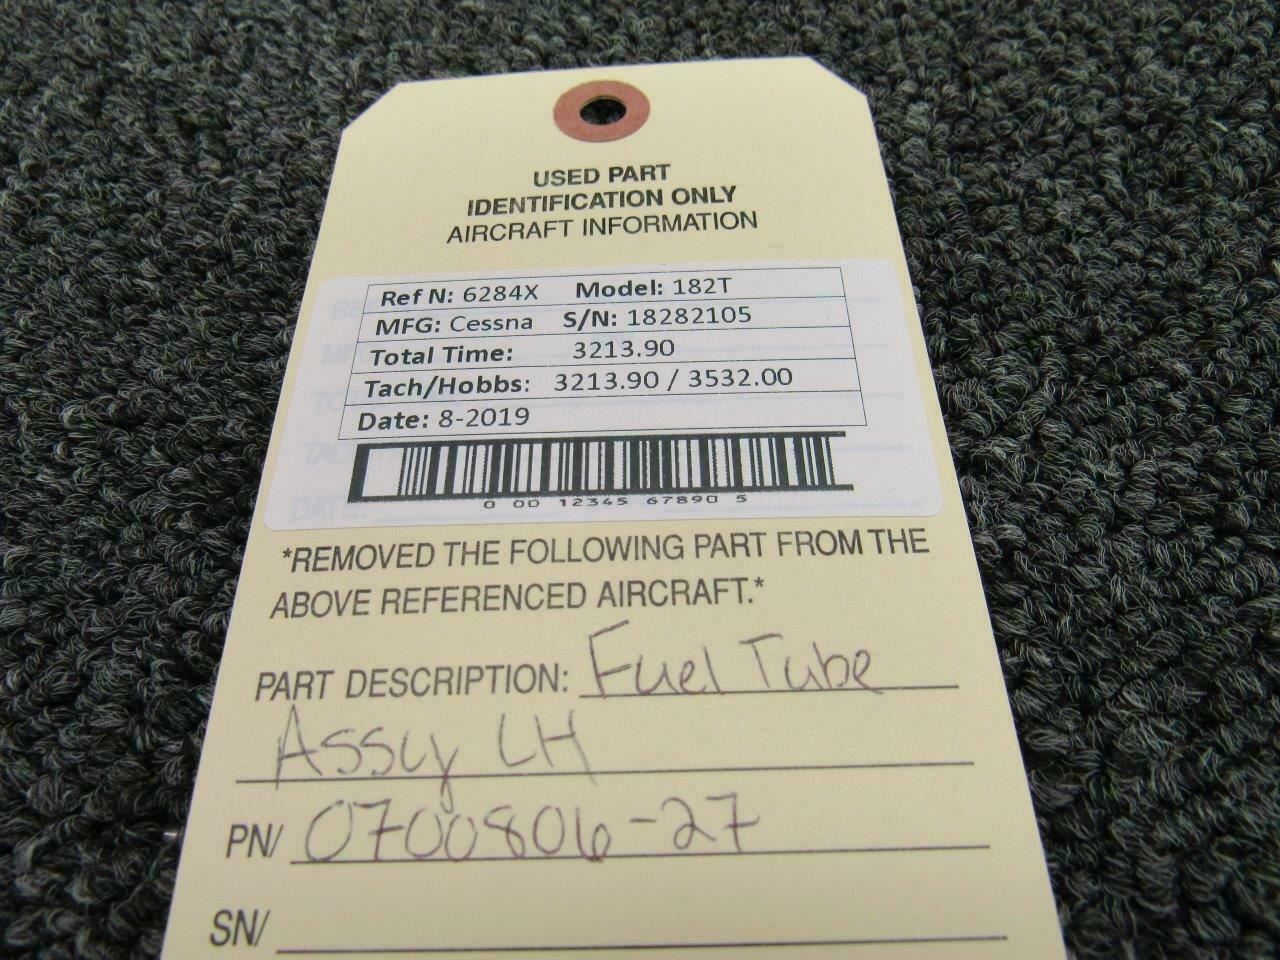 USED PART
IDENTIFICATION ONLY
AIRCRAFT INFORMATION
Ref N: 6284X Model: 182T
MFG: Cessna S/N: 18282105
Total Time: 3213.90
Tach/Hobbs: 3213.90 / 3532.00
Date: 8-2019
0 00 12345 67890 5
*REMOVED THE FOLLOWING PART FROM THE
ABOVE REFERENCED AIRCRAFT.*
PART DESCRIPTION: Fuel Tube
Assy LH
PN/ 0700806-27
SN/